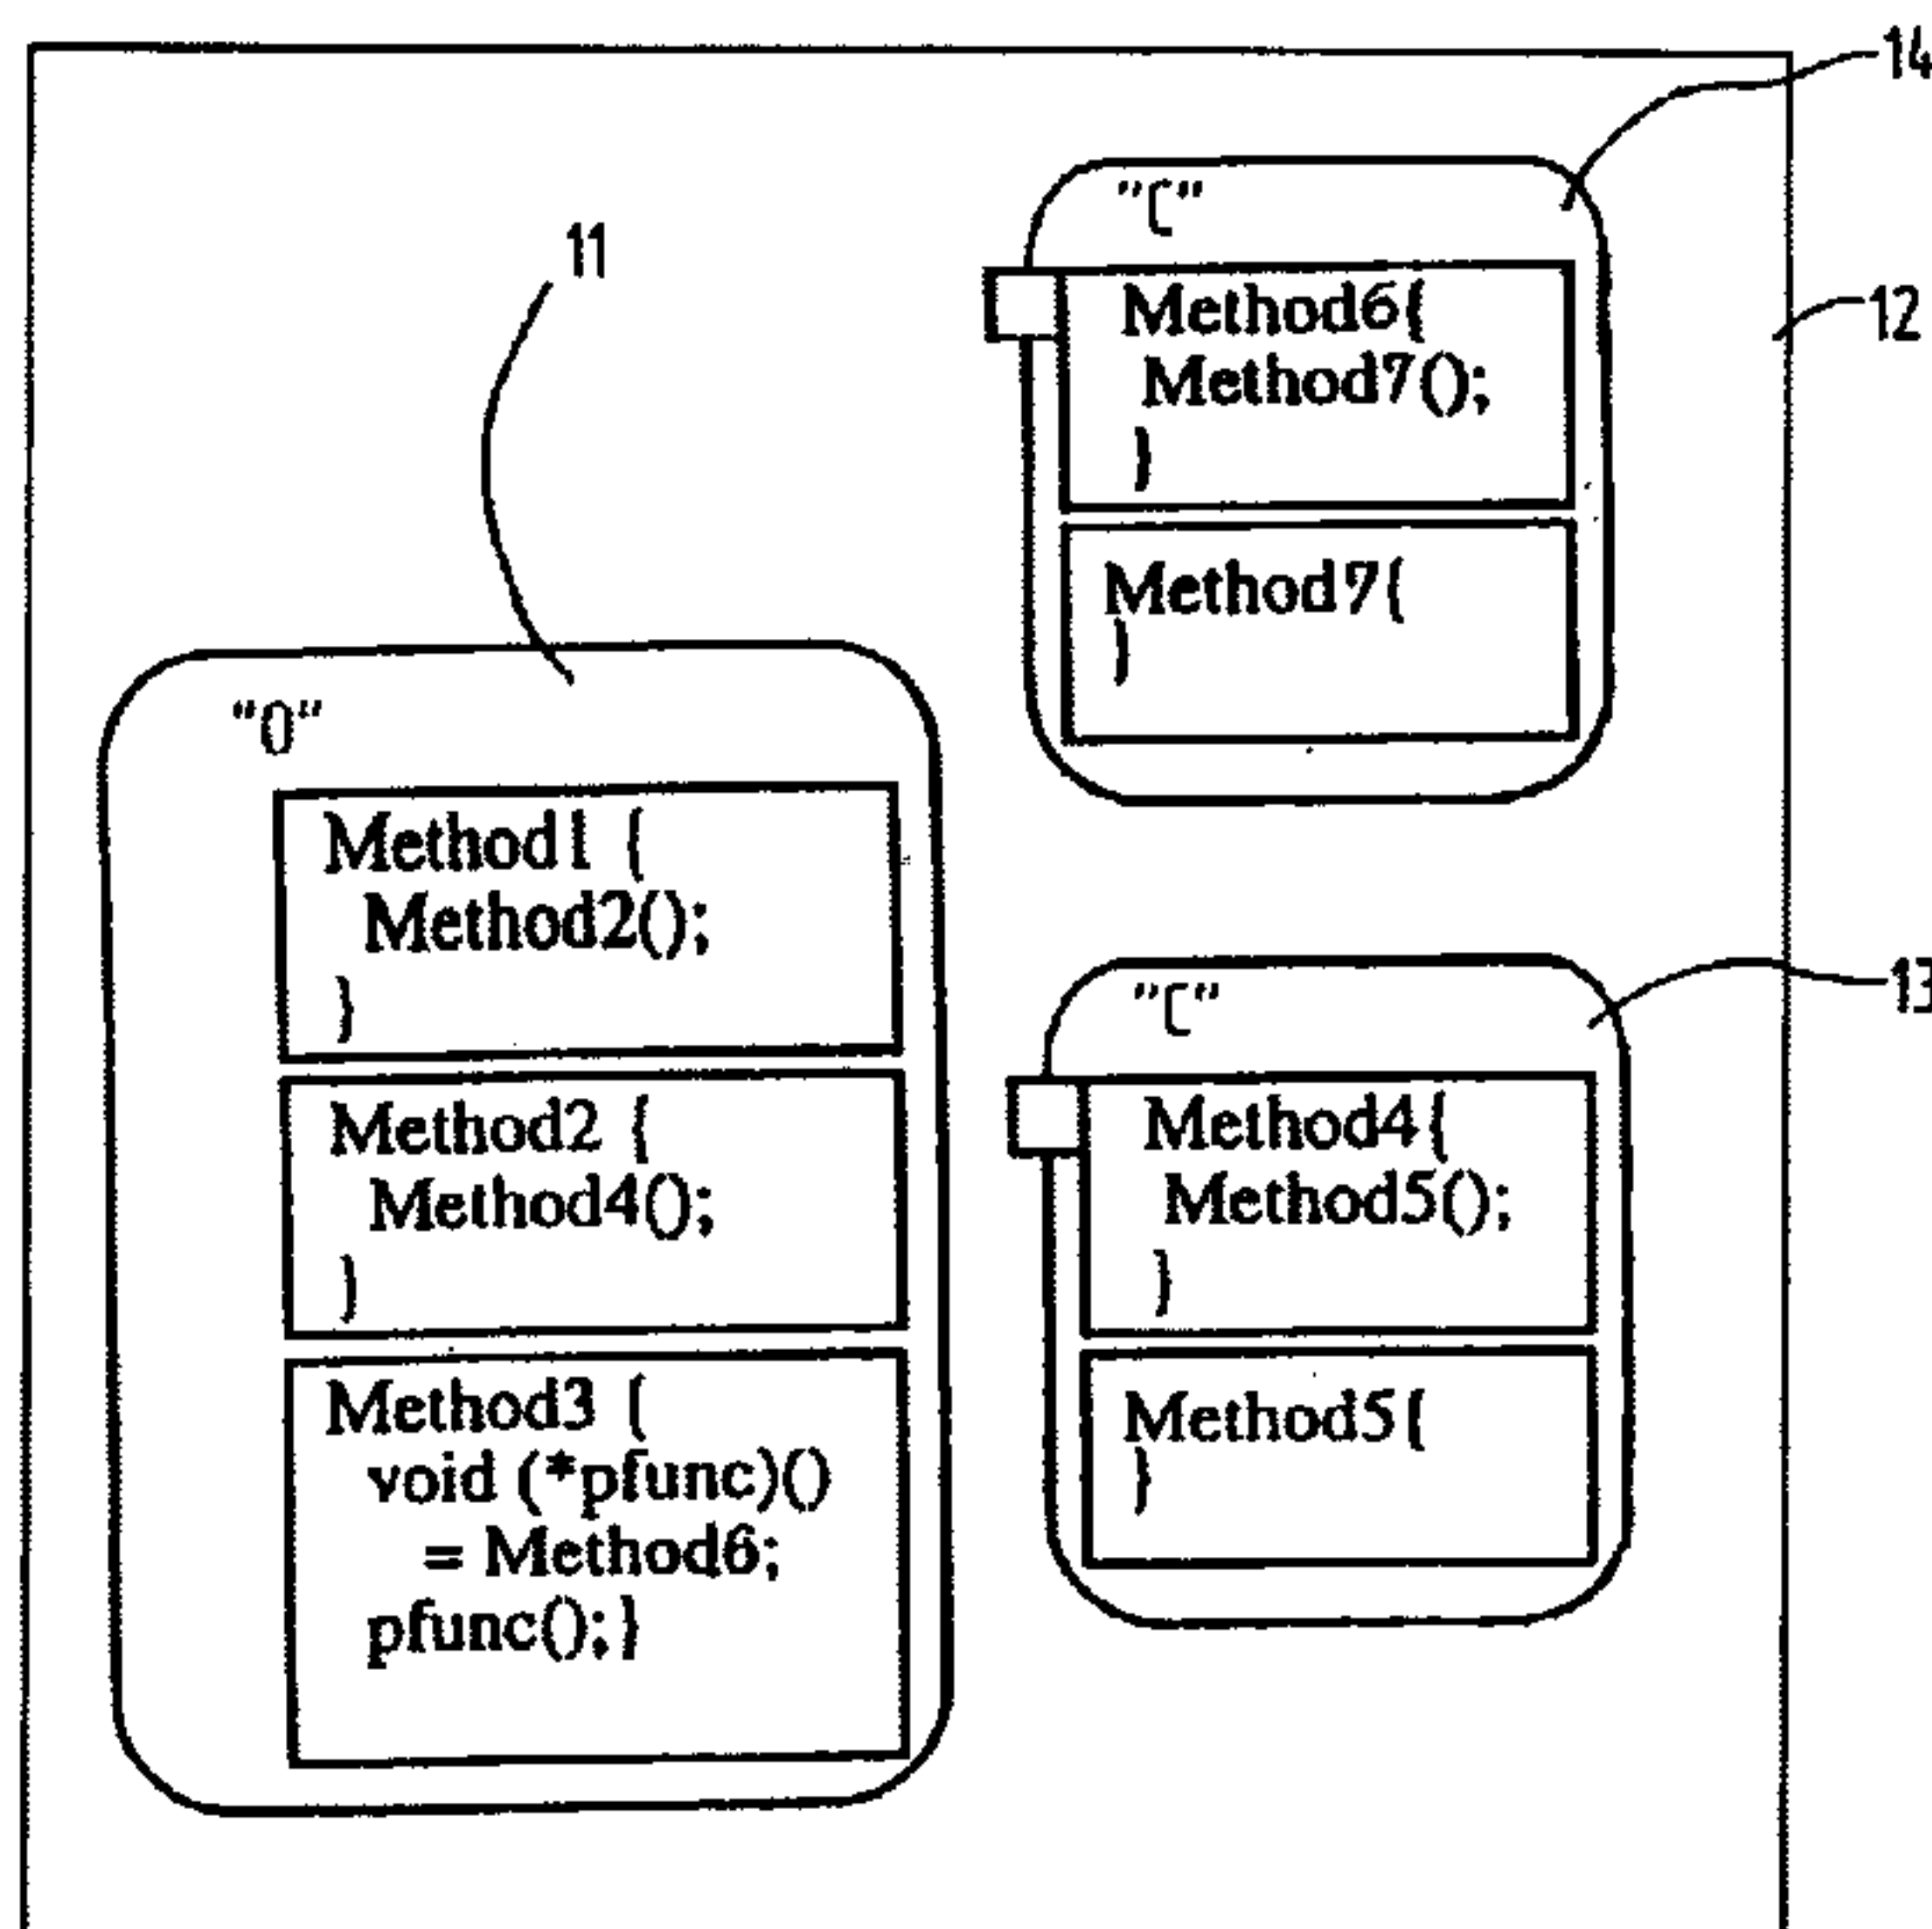 14
"C"
12
Method6{
Method7();
}
Method7{
}
11
"O"
Method1 {
Method2();
}
Method2 {
Method4();
}
Method3 {
void (*pfunc)()
= Method6;
pfunc();}
13
"C"
Method4{
Method5();
}
Method5{
}